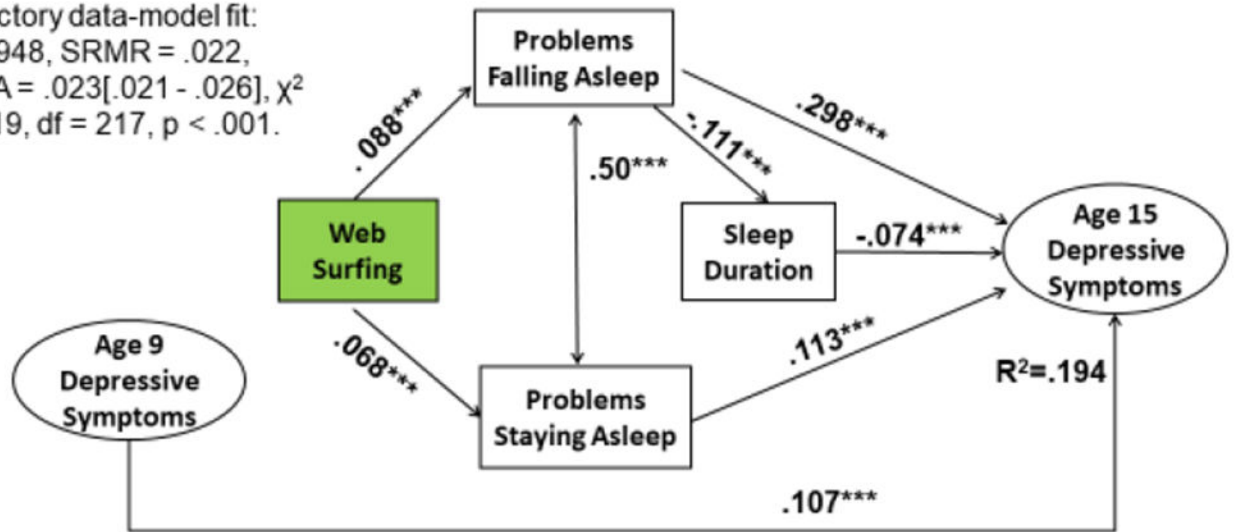 ctory data-model fit:
948, SRMR = .022,
A = .023[.021 - .026], χ²
19, df = 217, p < .001.
Problems
Falling Asleep
.088***
.298***
-.111***
.50***
Web
Surfing
Sleep
Duration
-.074***
Age 15
Depressive
Symptoms
Age 9
Depressive
Symptoms
.068***
.113***
R²=.194
Problems
Staying Asleep
.107***